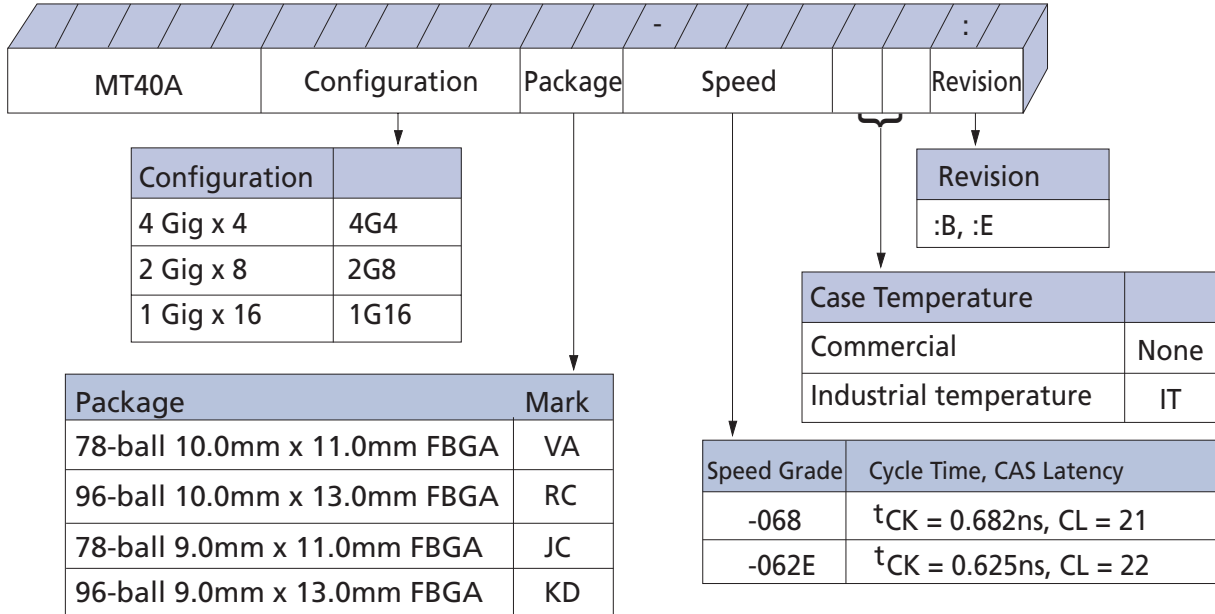 - :
MT40A Configuration Package Speed Revision
Configuration
4 Gig x 4 4G4
2 Gig x 8 2G8
1 Gig x 16 1G16
Revision
:B, :E
Case Temperature
Commercial None
Industrial temperature IT
Package Mark
78-ball 10.0mm x 11.0mm FBGA VA
96-ball 10.0mm x 13.0mm FBGA RC
78-ball 9.0mm x 11.0mm FBGA JC
96-ball 9.0mm x 13.0mm FBGA KD
Speed Grade Cycle Time, CAS Latency
-068 tCK = 0.682ns, CL = 21
-062E tCK = 0.625ns, CL = 22